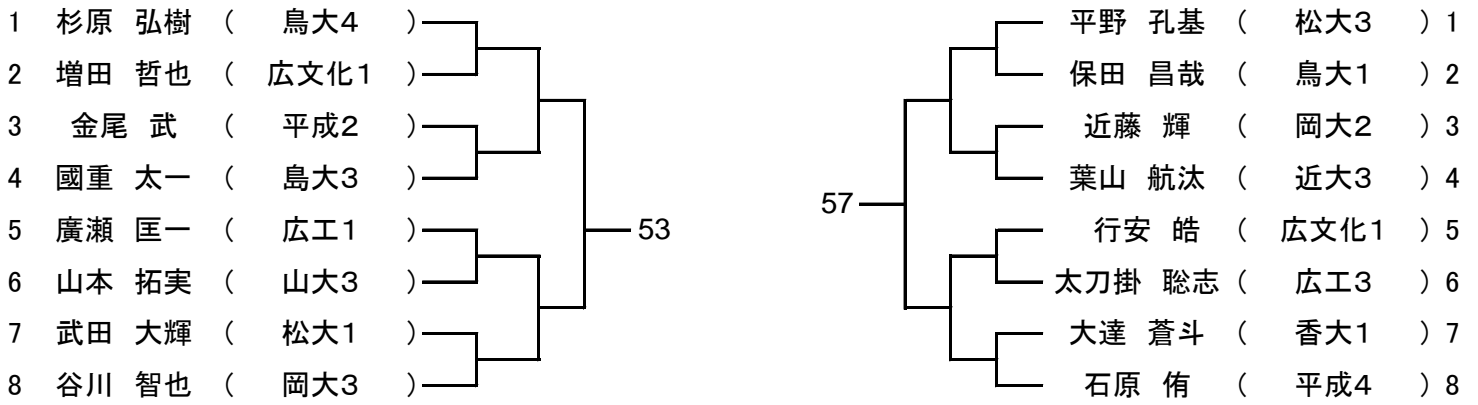 1 杉原 弘樹 ( 鳥大4 )
2 増田 哲也 ( 広文化1 )
3 金尾 武 ( 平成2 )
4 國重 太一 ( 島大3 )
5 廣瀬 匡一 ( 広工1 )
6 山本 拓実 ( 山大3 )
7 武田 大輝 ( 松大1 )
8 谷川 智也 ( 岡大3 )
53
平野 孔基 ( 松大3 ) 1
保田 昌哉 ( 鳥大1 ) 2
近藤 輝 ( 岡大2 ) 3
葉山 航汰 ( 近大3 ) 4
57
行安 皓 ( 広文化1 ) 5
太刀掛 聡志 ( 広工3 ) 6
大達 蒼斗 ( 香大1 ) 7
石原 侑 ( 平成4 ) 8